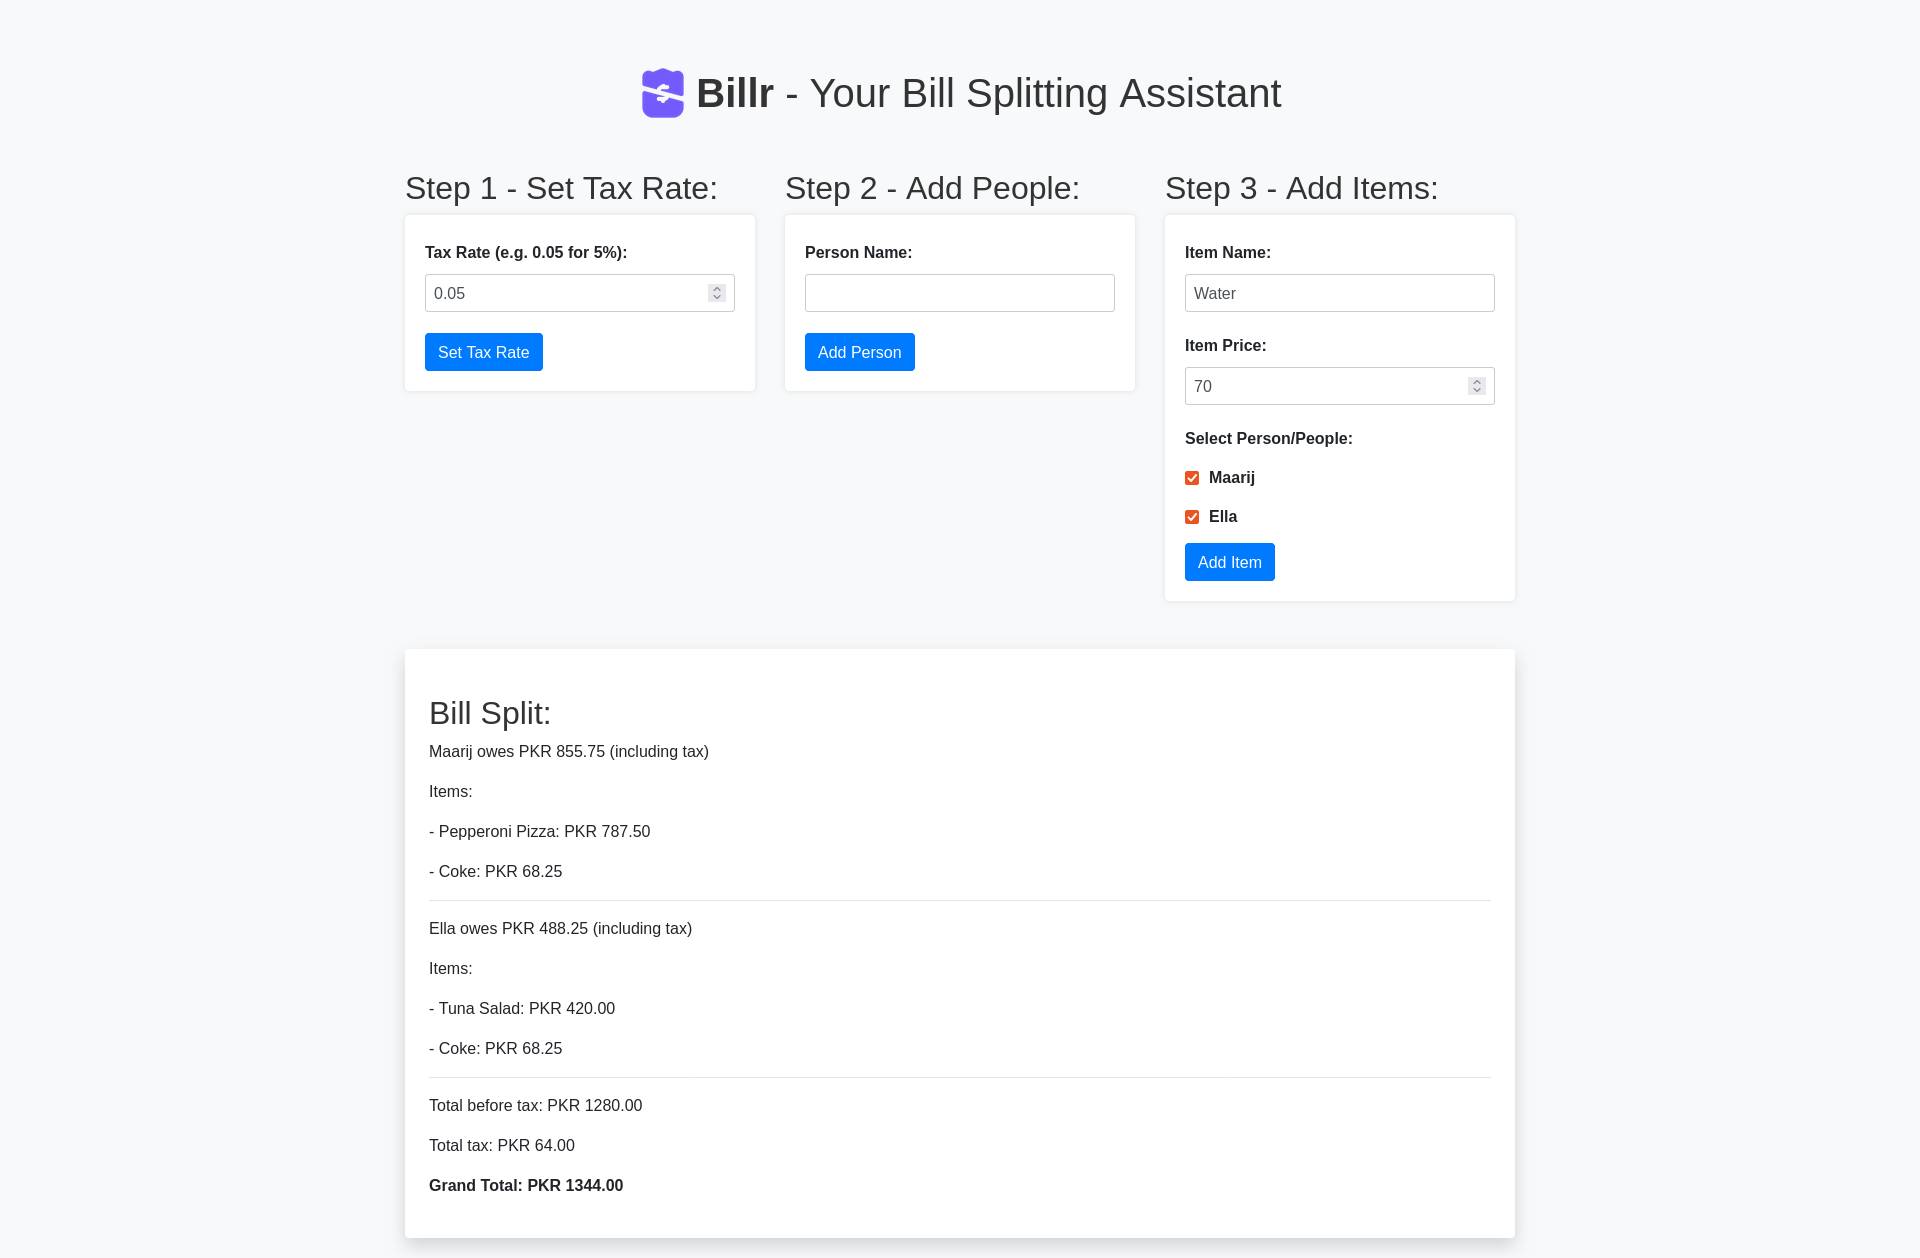 Billr - Your Bill Splitting Assistant
Step 1 - Set Tax Rate:
Tax Rate (e.g. 0.05 for 5%):
0.05
Set Tax Rate
Step 2 - Add People:
Person Name:
Add Person
Step 3 - Add Items:
Item Name:
Water
Item Price:
70
Select Person/People:
Maarij
Ella
Add Item
Bill Split:
Maarij owes PKR 855.75 (including tax)
Items:
- Pepperoni Pizza: PKR 787.50
- Coke: PKR 68.25
Ella owes PKR 488.25 (including tax)
Items:
- Tuna Salad: PKR 420.00
- Coke: PKR 68.25
Total before tax: PKR 1280.00
Total tax: PKR 64.00
Grand Total: PKR 1344.00